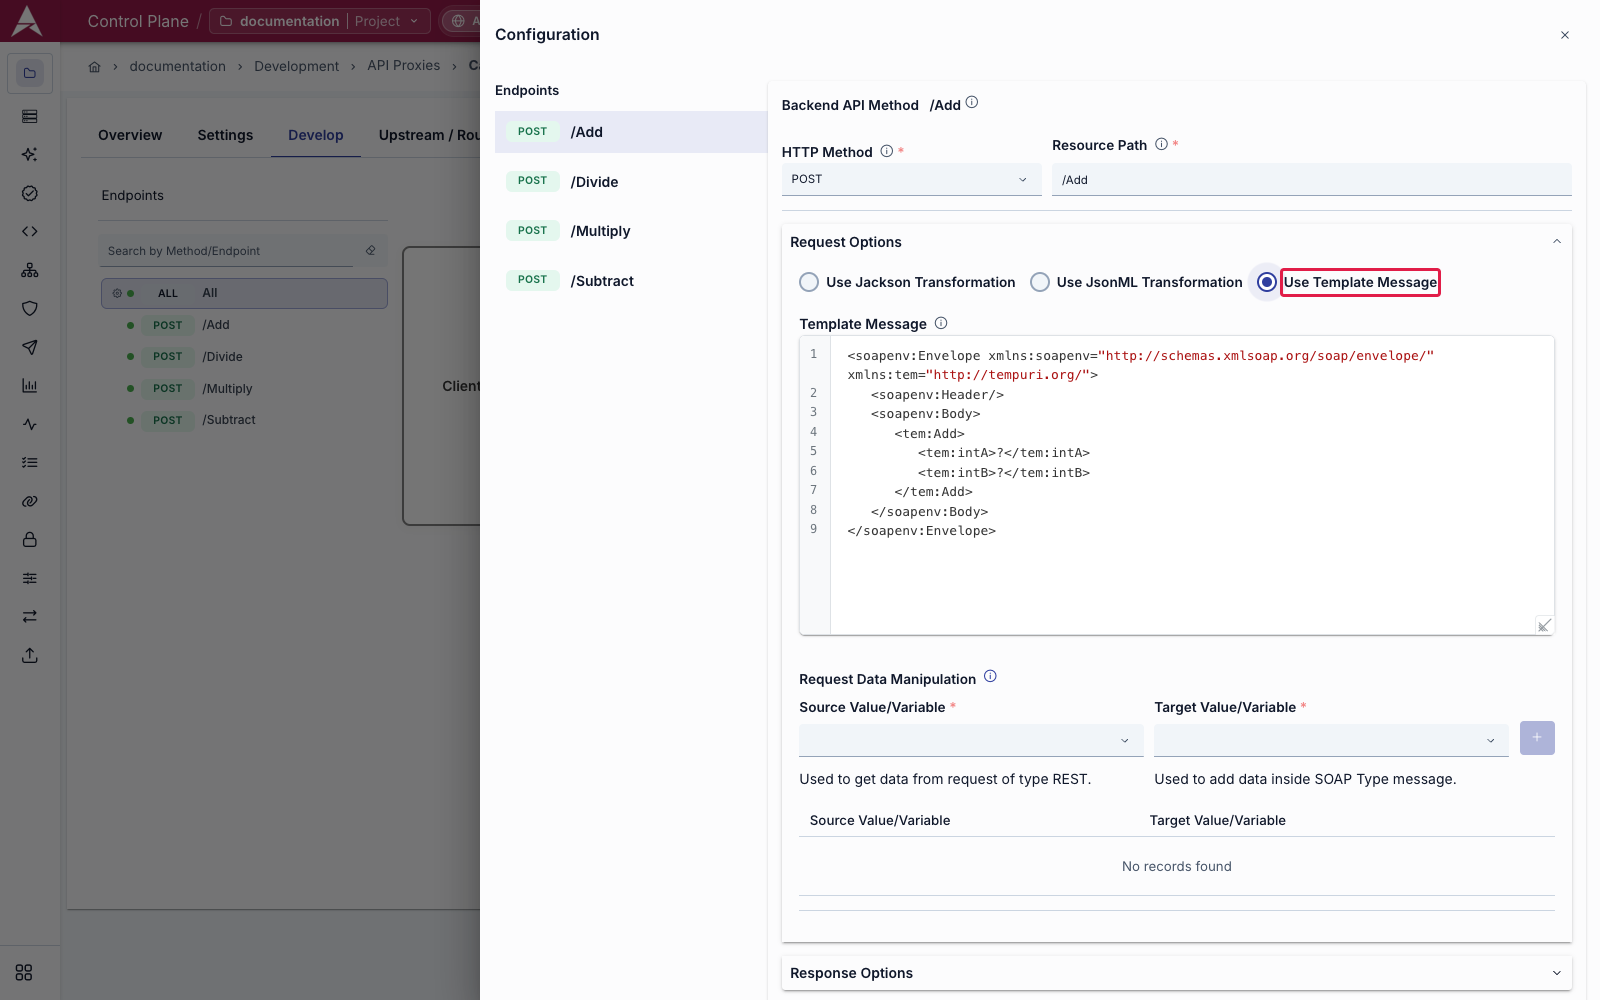 Control Plane / documentation | Project
Configuration
documentation > Development > API Proxies >
Overview Settings Develop Upstream /
Endpoints
Search by Method/Endpoint
ALL All
POST /Add
POST /Divide
POST /Multiply
POST /Subtract
Client
Endpoints
POST /Add
POST /Divide
POST /Multiply
POST /Subtract
Backend API Method /Add
HTTP Method *
POST
Resource Path *
/Add
Request Options
Use Jackson Transformation Use JsonML Transformation Use Template Message
Template Message
1 <soapenv:Envelope xmlns:soapenv="http://schemas.xmlsoap.org/soap/envelope/"
xmlns:tem="http://tempuri.org/">
2 <soapenv:Header/>
3 <soapenv:Body>
4 <tem:Add>
5 <tem:intA>?</tem:intA>
6 <tem:intB>?</tem:intB>
7 </tem:Add>
8 </soapenv:Body>
9 </soapenv:Envelope>
Request Data Manipulation
Source Value/Variable * Target Value/Variable *
+
Used to get data from request of type REST. Used to add data inside SOAP Type message.
Source Value/Variable Target Value/Variable
No records found
Response Options